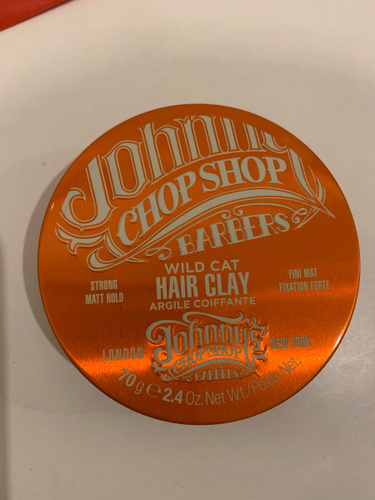 Johnny's
CHOP SHOP
BARBERS
WILD CAT
HAIR CLAY
ARGILE COIFFANTE
STRONG
MATT HOLD
FINI MAT
FIXATION FORTE
LONDON
Johnny's
CHOP SHOP
BARBERS
NEW YORK
70 g ℮ 2.4 Oz. Net Wt./Poids Net.